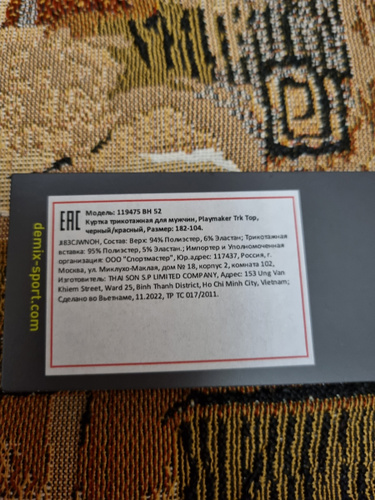 EAC
Модель: 119475 BH 52
Куртка трикотажная для мужчин, Playmaker Trk Top,
черный/красный, Размер: 182-104.
JIE3CJWNOH, Состав: Верх: 94% Полиэстер, 6% Эластан; Трикотажная
вставка: 95% Полиэстер, 5% Эластан.; Импортер и Уполномоченная
организация: ООО "Спортмастер", Юр.адрес: 117437, Россия, г.
Москва, ул. Миклухо-Маклая, дом № 18, корпус 2, комната 102,
Изготовитель: THAI SON S.P LIMITED COMPANY, Адрес: 153 Ung Van
Khiem Street, Ward 25, Binh Thanh District, Ho Chi Minh City, Vietnam;
Сделано во Вьетнаме, 11.2022, ТР ТС 017/2011.
demix-sport.com